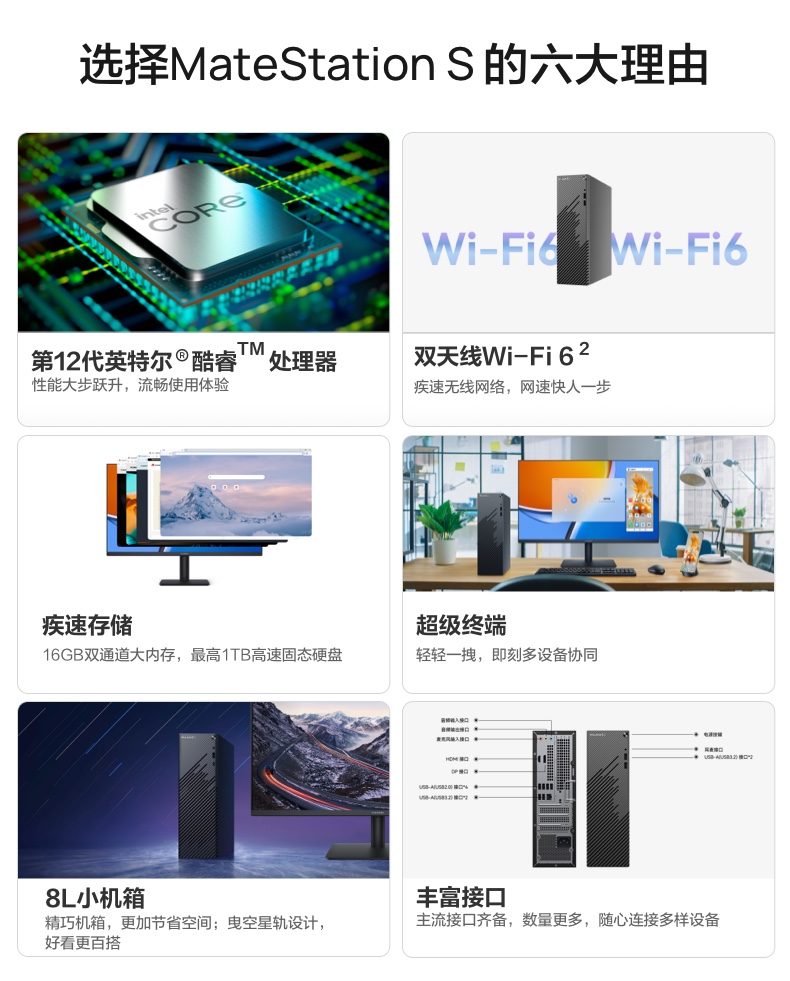 选择MateStation S 的六大理由
intel.
CORE
Wi-Fi6
Wi-Fi6
第12代英特尔®酷睿TM 处理器
性能大步跃升，流畅使用体验
双天线Wi-Fi 6 2
疾速无线网络，网速快人一步
疾速存储
16GB双通道大内存，最高1TB高速固态硬盘
超级终端
轻轻一拽，即刻多设备协同
音频输入接口
音频输出接口
麦克风输入接口
HDMI 接口
DP 接口
USB-A(USB2.0) 接口*4
USB-A(USB3.2) 接口*2
电源按键
耳麦接口
USB-A(USB3.2) 接口*2
8L小机箱
精巧机箱，更加节省空间；曳空星轨设计，
好看更百搭
丰富接口
主流接口齐备，数量更多，随心连接多样设备